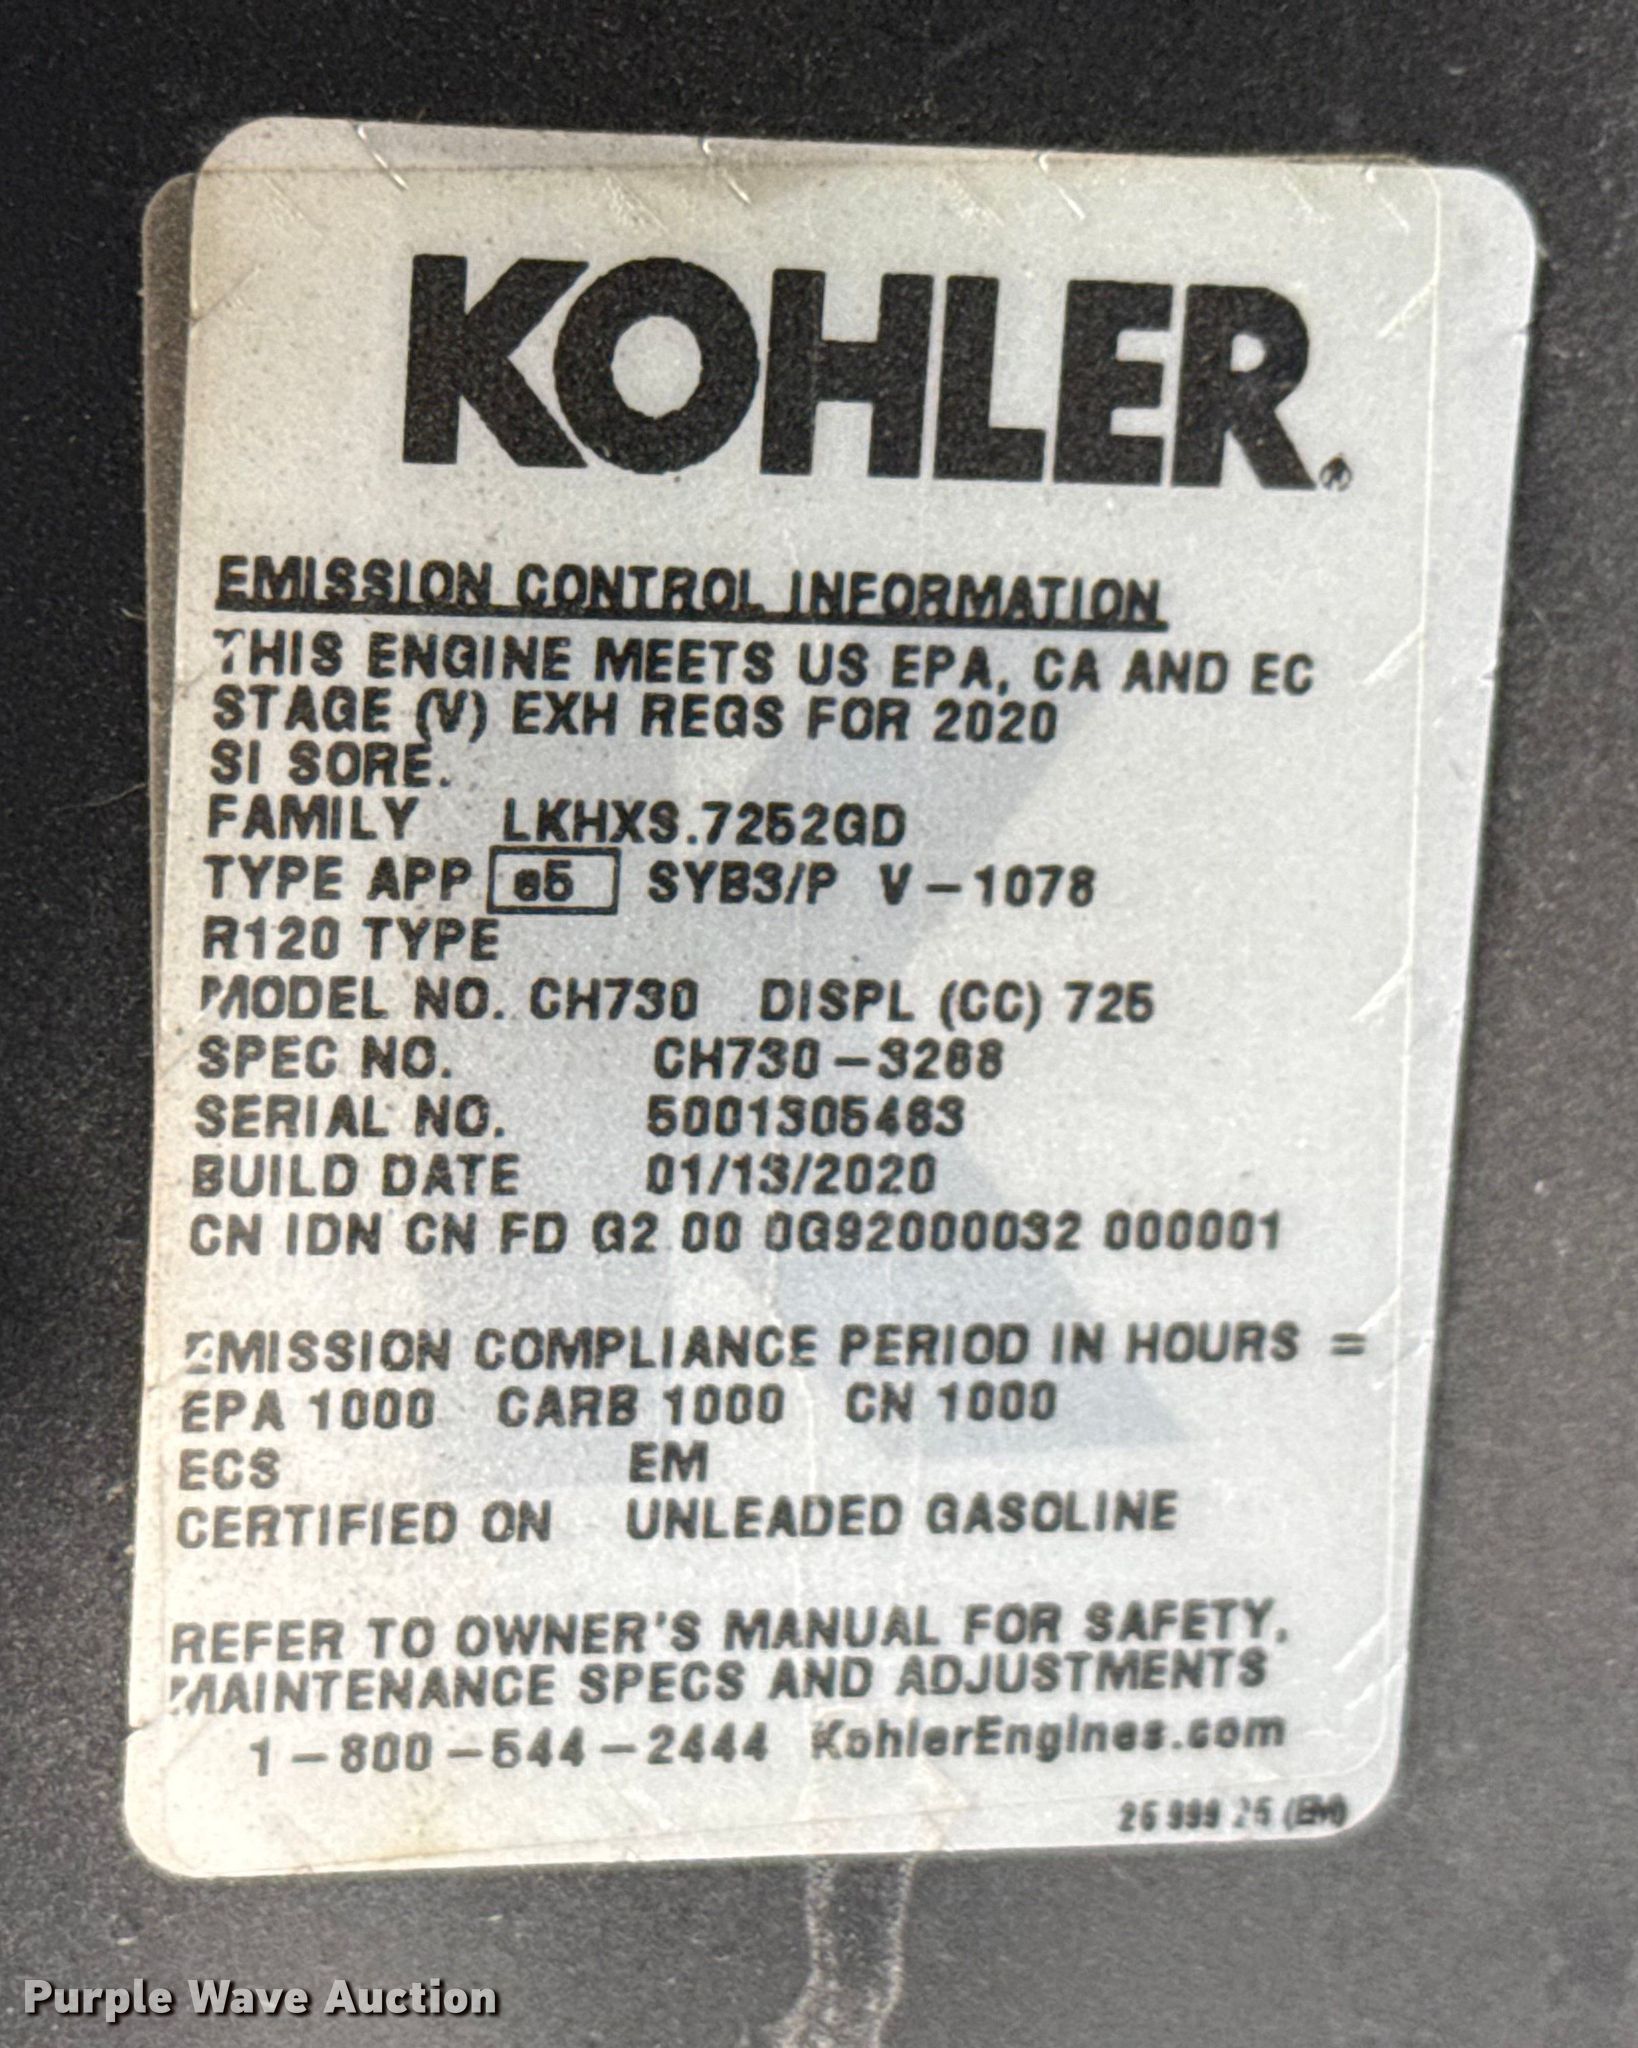 KOHLER®
EMISSION CONTROL INFORMATION
THIS ENGINE MEETS US EPA, CA AND EC
STAGE (V) EXH REGS FOR 2020
SI SORE.
FAMILY LKHXS.7252GD
TYPE APP e5 SYB3/P V-1078
R120 TYPE
MODEL NO. CH730 DISPL (CC) 725
SPEC NO. CH730-3268
SERIAL NO. 5001305463
BUILD DATE 01/13/2020
CN IDN CN FD G2 00 0G92000032 000001
EMISSION COMPLIANCE PERIOD IN HOURS =
EPA 1000 CARB 1000 CN 1000
ECS EM
CERTIFIED ON UNLEADED GASOLINE
REFER TO OWNER'S MANUAL FOR SAFETY,
MAINTENANCE SPECS AND ADJUSTMENTS
1-800-544-2444 KohlerEngines.com
25 999 25 (EM)
Purple Wave Auction